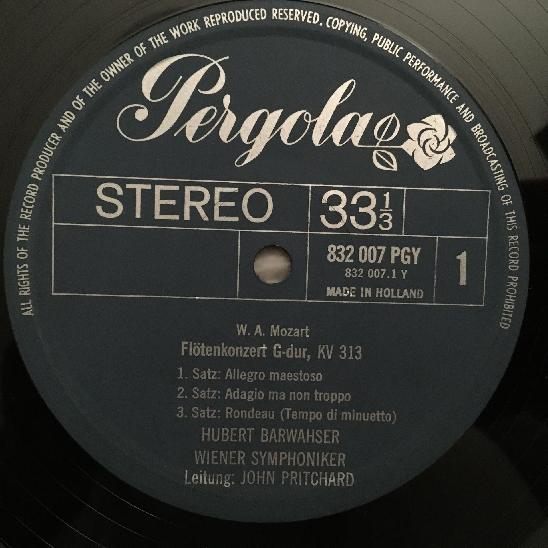 ALL RIGHTS OF THE RECORD PRODUCER AND OF THE OWNER OF THE WORK REPRODUCED RESERVED. COPYING, PUBLIC PERFORMANCE AND BROADCASTING OF THIS RECORD PROHIBITED
Pergola
STEREO 33 1/3
832 007 PGY
832 007.1 Y
MADE IN HOLLAND
1
W. A. Mozart
Flötenkonzert G-dur, KV 313
1. Satz: Allegro maestoso
2. Satz: Adagio ma non troppo
3. Satz: Rondeau (Tempo di minuetto)
HUBERT BARWAHSER
WIENER SYMPHONIKER
Leitung: JOHN PRITCHARD